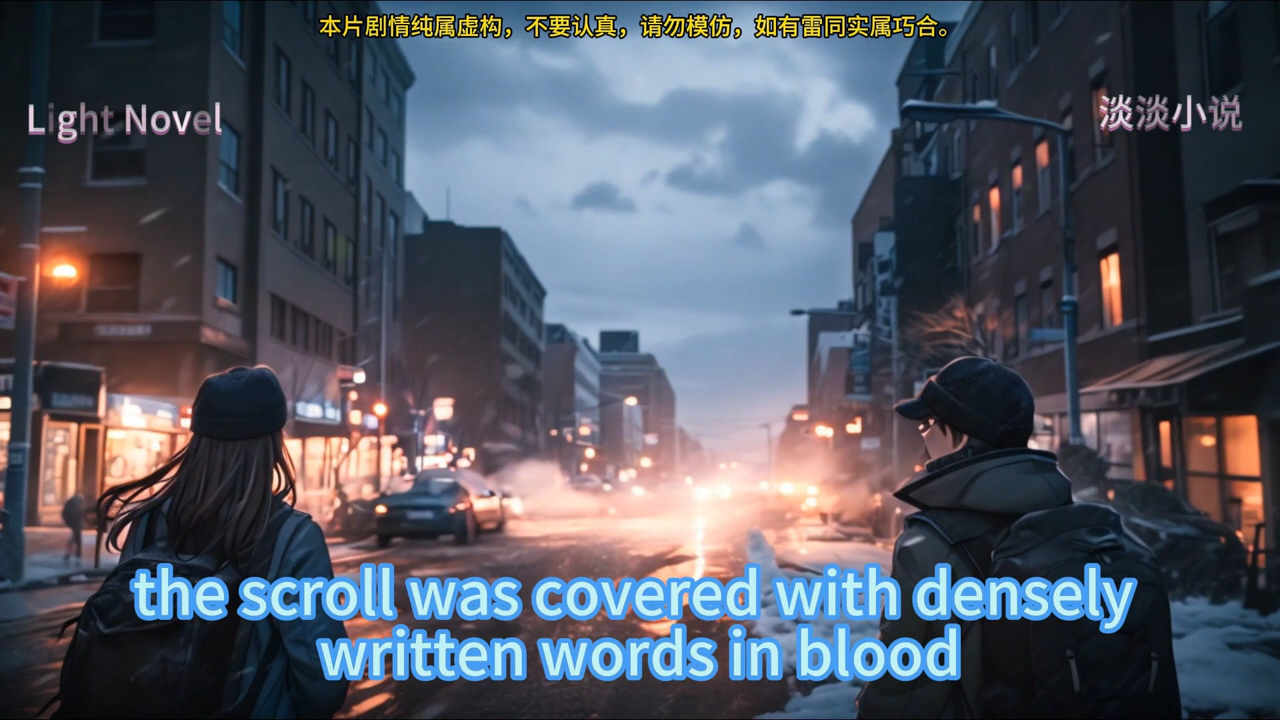 本片剧情纯属虚构，不要认真，请勿模仿，如有雷同实属巧合。
Light Novel
淡淡小说
the scroll was covered with densely
written words in blood